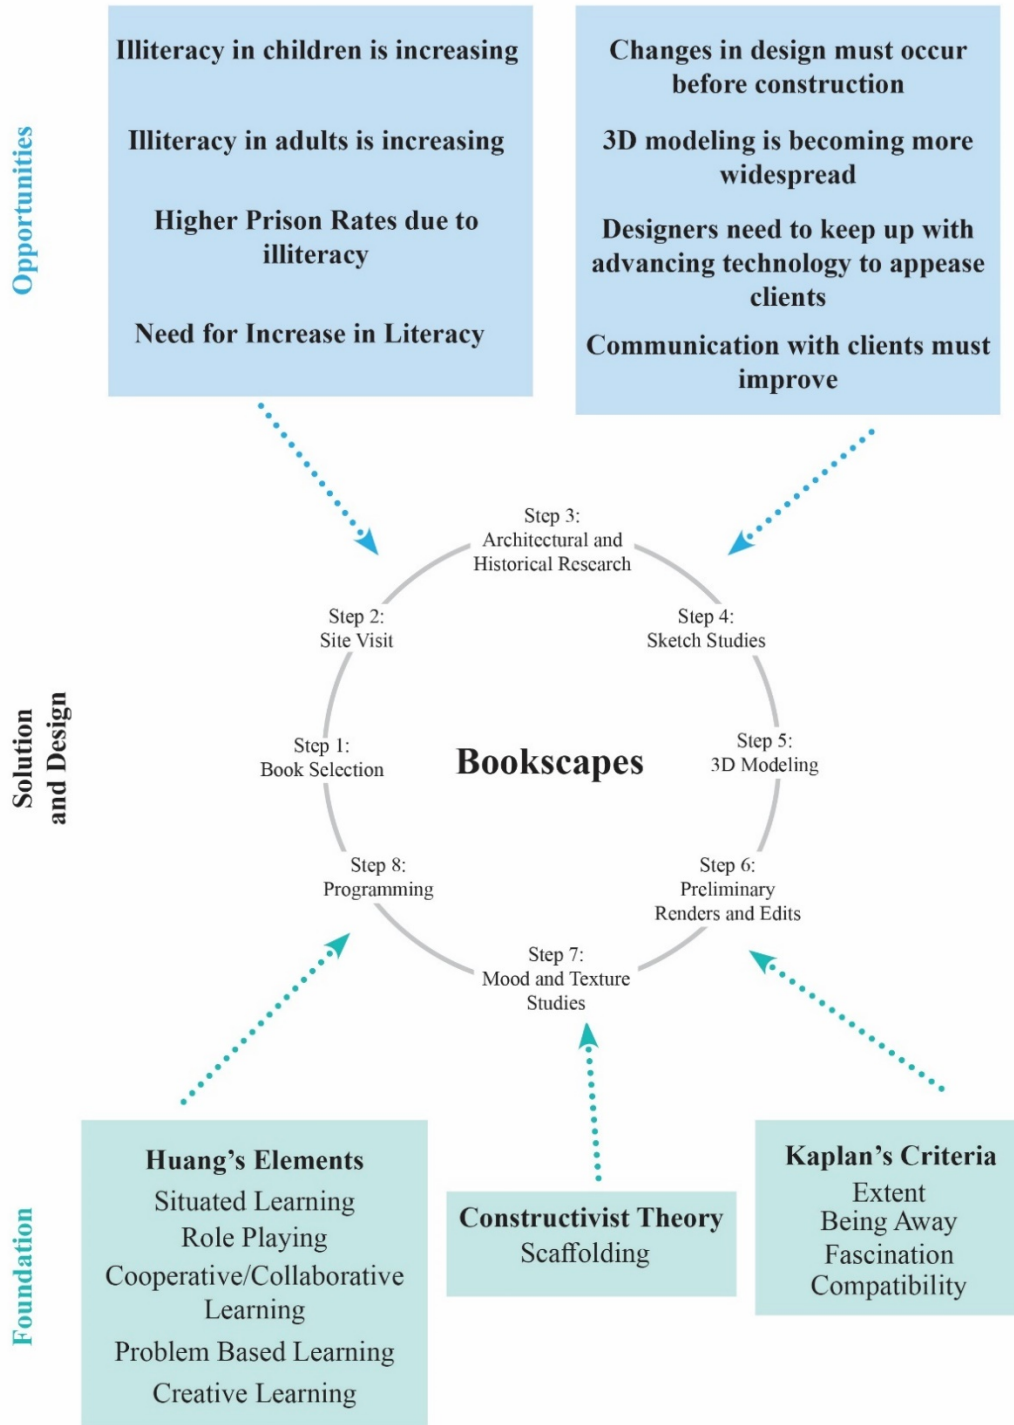 Opportunities
Illiteracy in children is increasing
Illiteracy in adults is increasing
Higher Prison Rates due to
illiteracy
Need for Increase in Literacy
Changes in design must occur
before construction
3D modeling is becoming more
widespread
Designers need to keep up with
advancing technology to appease
clients
Communication with clients must
improve
Solution
and Design
Bookscapes
Step 1:
Book Selection
Step 2:
Site Visit
Step 3:
Architectural and
Historical Research
Step 4:
Sketch Studies
Step 5:
3D Modeling
Step 6:
Preliminary
Renders and Edits
Step 7:
Mood and Texture
Studies
Step 8:
Programming
Foundation
Huang's Elements
Situated Learning
Role Playing
Cooperative/Collaborative
Learning
Problem Based Learning
Creative Learning
Constructivist Theory
Scaffolding
Kaplan's Criteria
Extent
Being Away
Fascination
Compatibility